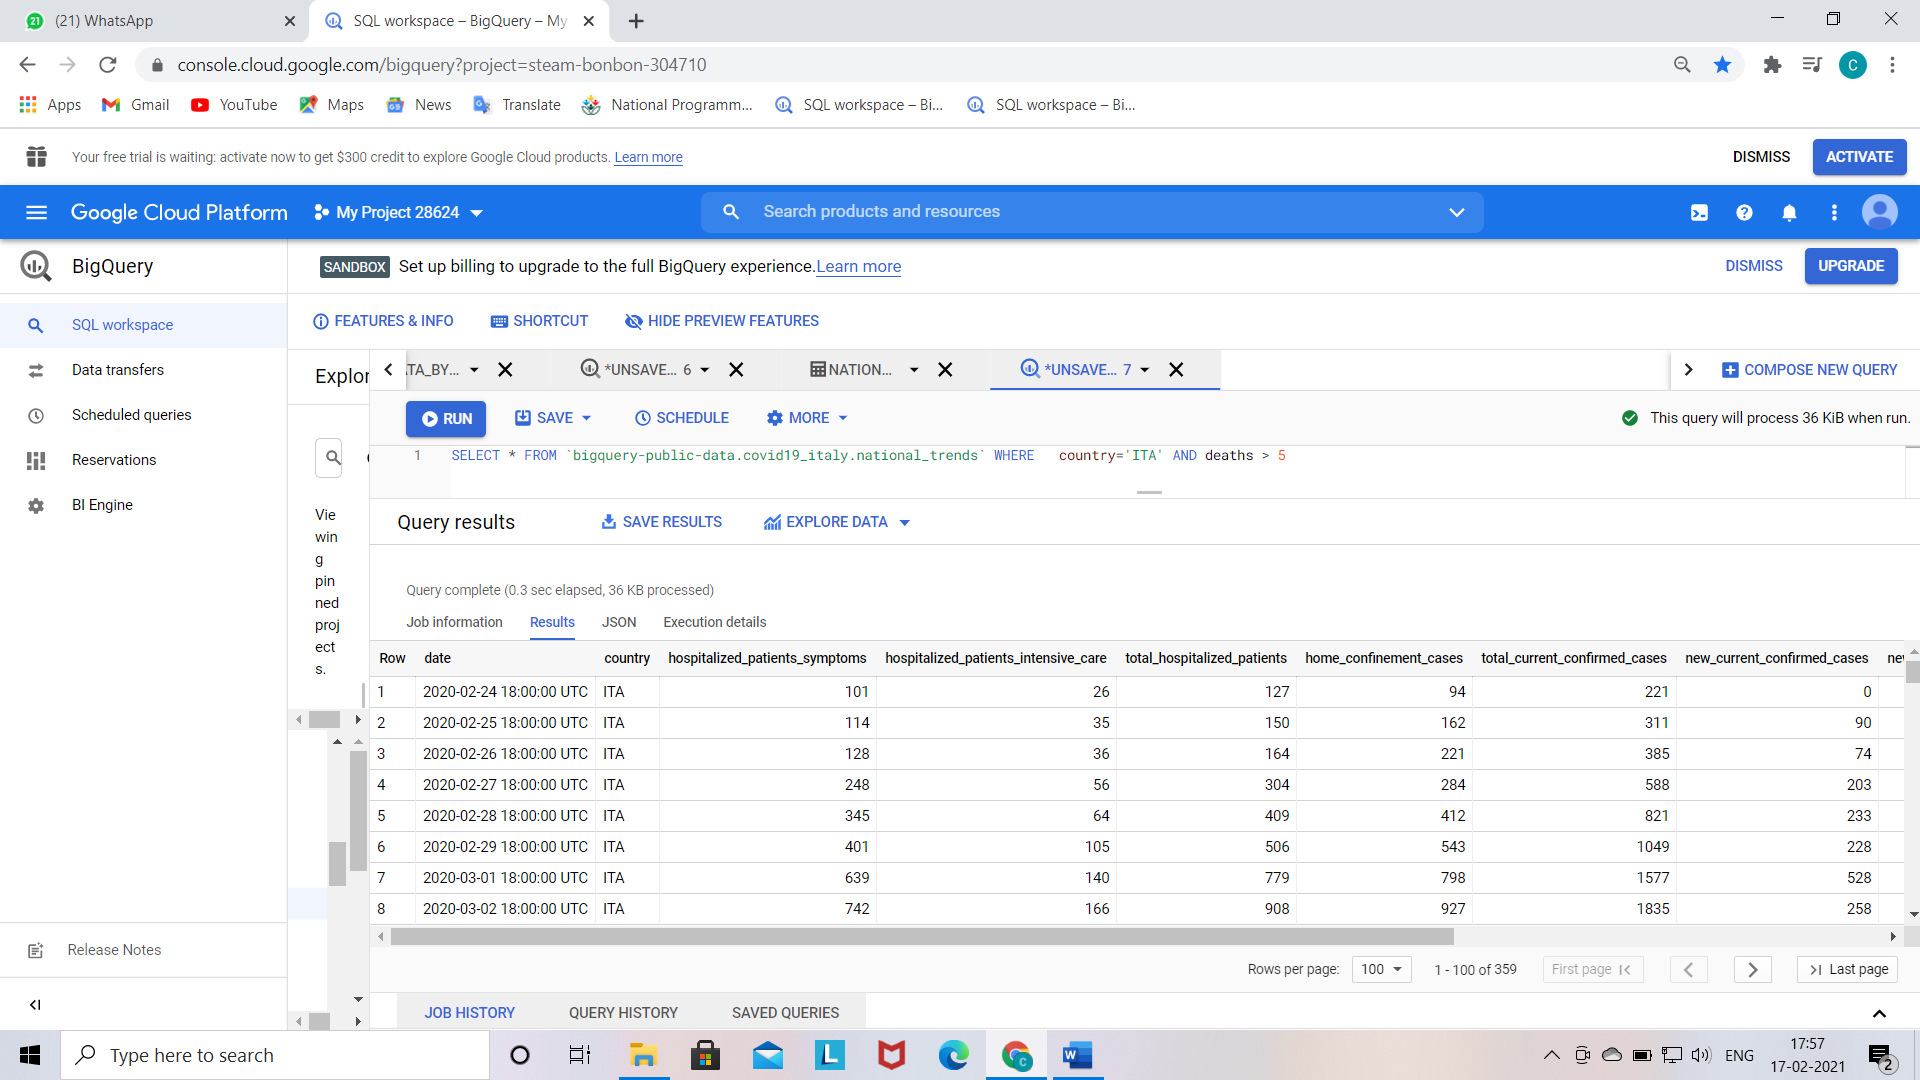 21 (21) WhatsApp
SQL workspace – BigQuery – My
console.cloud.google.com/bigquery?project=steam-bonbon-304710
C
Apps Gmail YouTube Maps News Translate National Programm... SQL workspace – Bi... SQL workspace – Bi...
Your free trial is waiting: activate now to get $300 credit to explore Google Cloud products. Learn more
DISMISS ACTIVATE
Google Cloud Platform My Project 28624 Search products and resources
BigQuery
SANDBOX Set up billing to upgrade to the full BigQuery experience. Learn more
DISMISS UPGRADE
SQL workspace
Data transfers
Scheduled queries
Reservations
BI Engine
Release Notes
FEATURES & INFO SHORTCUT HIDE PREVIEW FEATURES
Explor
Vie
win
g
pin
ned
proj
ect
s.
TA_BY... *UNSAVE... 6 NATION... *UNSAVE... 7 COMPOSE NEW QUERY
RUN SAVE SCHEDULE MORE This query will process 36 KiB when run.
1 SELECT * FROM `bigquery-public-data.covid19_italy.national_trends` WHERE country='ITA' AND deaths > 5
Query results SAVE RESULTS EXPLORE DATA
Query complete (0.3 sec elapsed, 36 KB processed)
Job information Results JSON Execution details
Row date country hospitalized_patients_symptoms hospitalized_patients_intensive_care total_hospitalized_patients home_confinement_cases total_current_confirmed_cases new_current_confirmed_cases ne
1 2020-02-24 18:00:00 UTC ITA 101 26 127 94 221 0
2 2020-02-25 18:00:00 UTC ITA 114 35 150 162 311 90
3 2020-02-26 18:00:00 UTC ITA 128 36 164 221 385 74
4 2020-02-27 18:00:00 UTC ITA 248 56 304 284 588 203
5 2020-02-28 18:00:00 UTC ITA 345 64 409 412 821 233
6 2020-02-29 18:00:00 UTC ITA 401 105 506 543 1049 228
7 2020-03-01 18:00:00 UTC ITA 639 140 779 798 1577 528
8 2020-03-02 18:00:00 UTC ITA 742 166 908 927 1835 258
Rows per page: 100 1 - 100 of 359 First page Last page
JOB HISTORY QUERY HISTORY SAVED QUERIES
Type here to search
L
C
W
ENG
17:57
17-02-2021
2